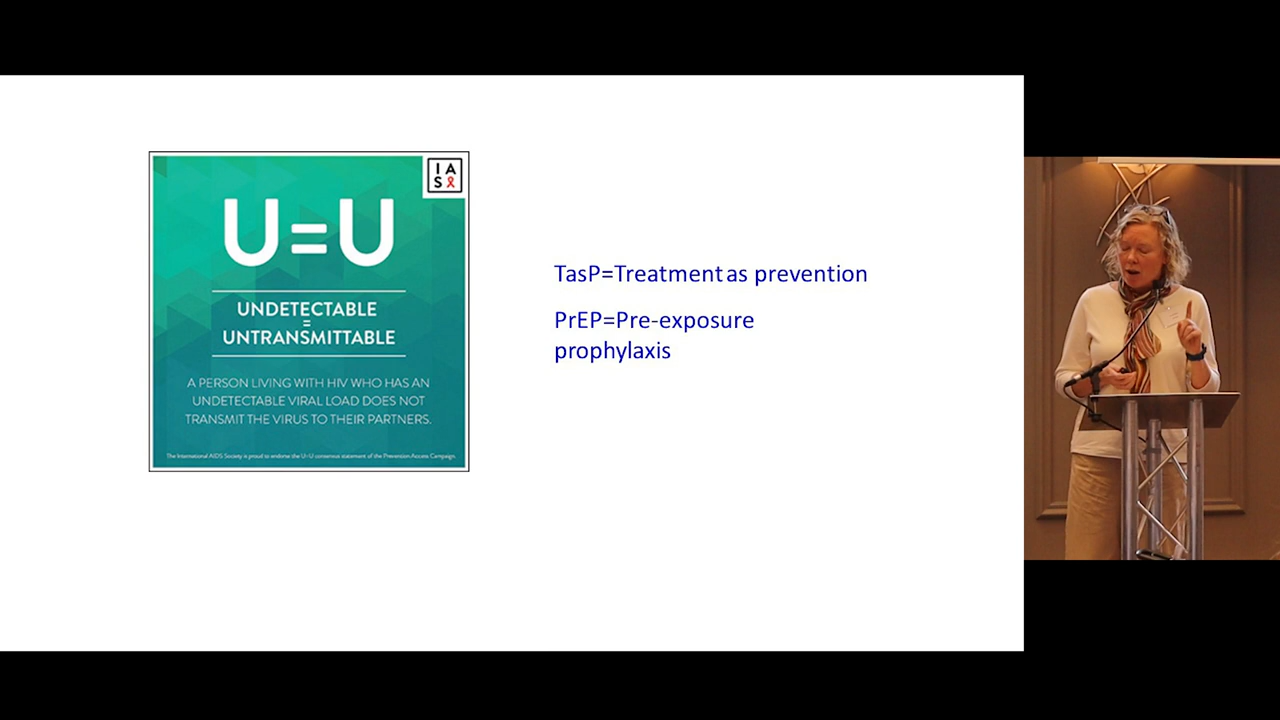 IA
S
U=U
UNDETECTABLE
=
UNTRANSMITTABLE
A PERSON LIVING WITH HIV WHO HAS AN
UNDETECTABLE VIRAL LOAD DOES NOT
TRANSMIT THE VIRUS TO THEIR PARTNERS.
The International AIDS Society is proud to endorse the U=U consensus statement of the Prevention Access Campaign.
TasP=Treatment as prevention
PrEP=Pre-exposure
prophylaxis